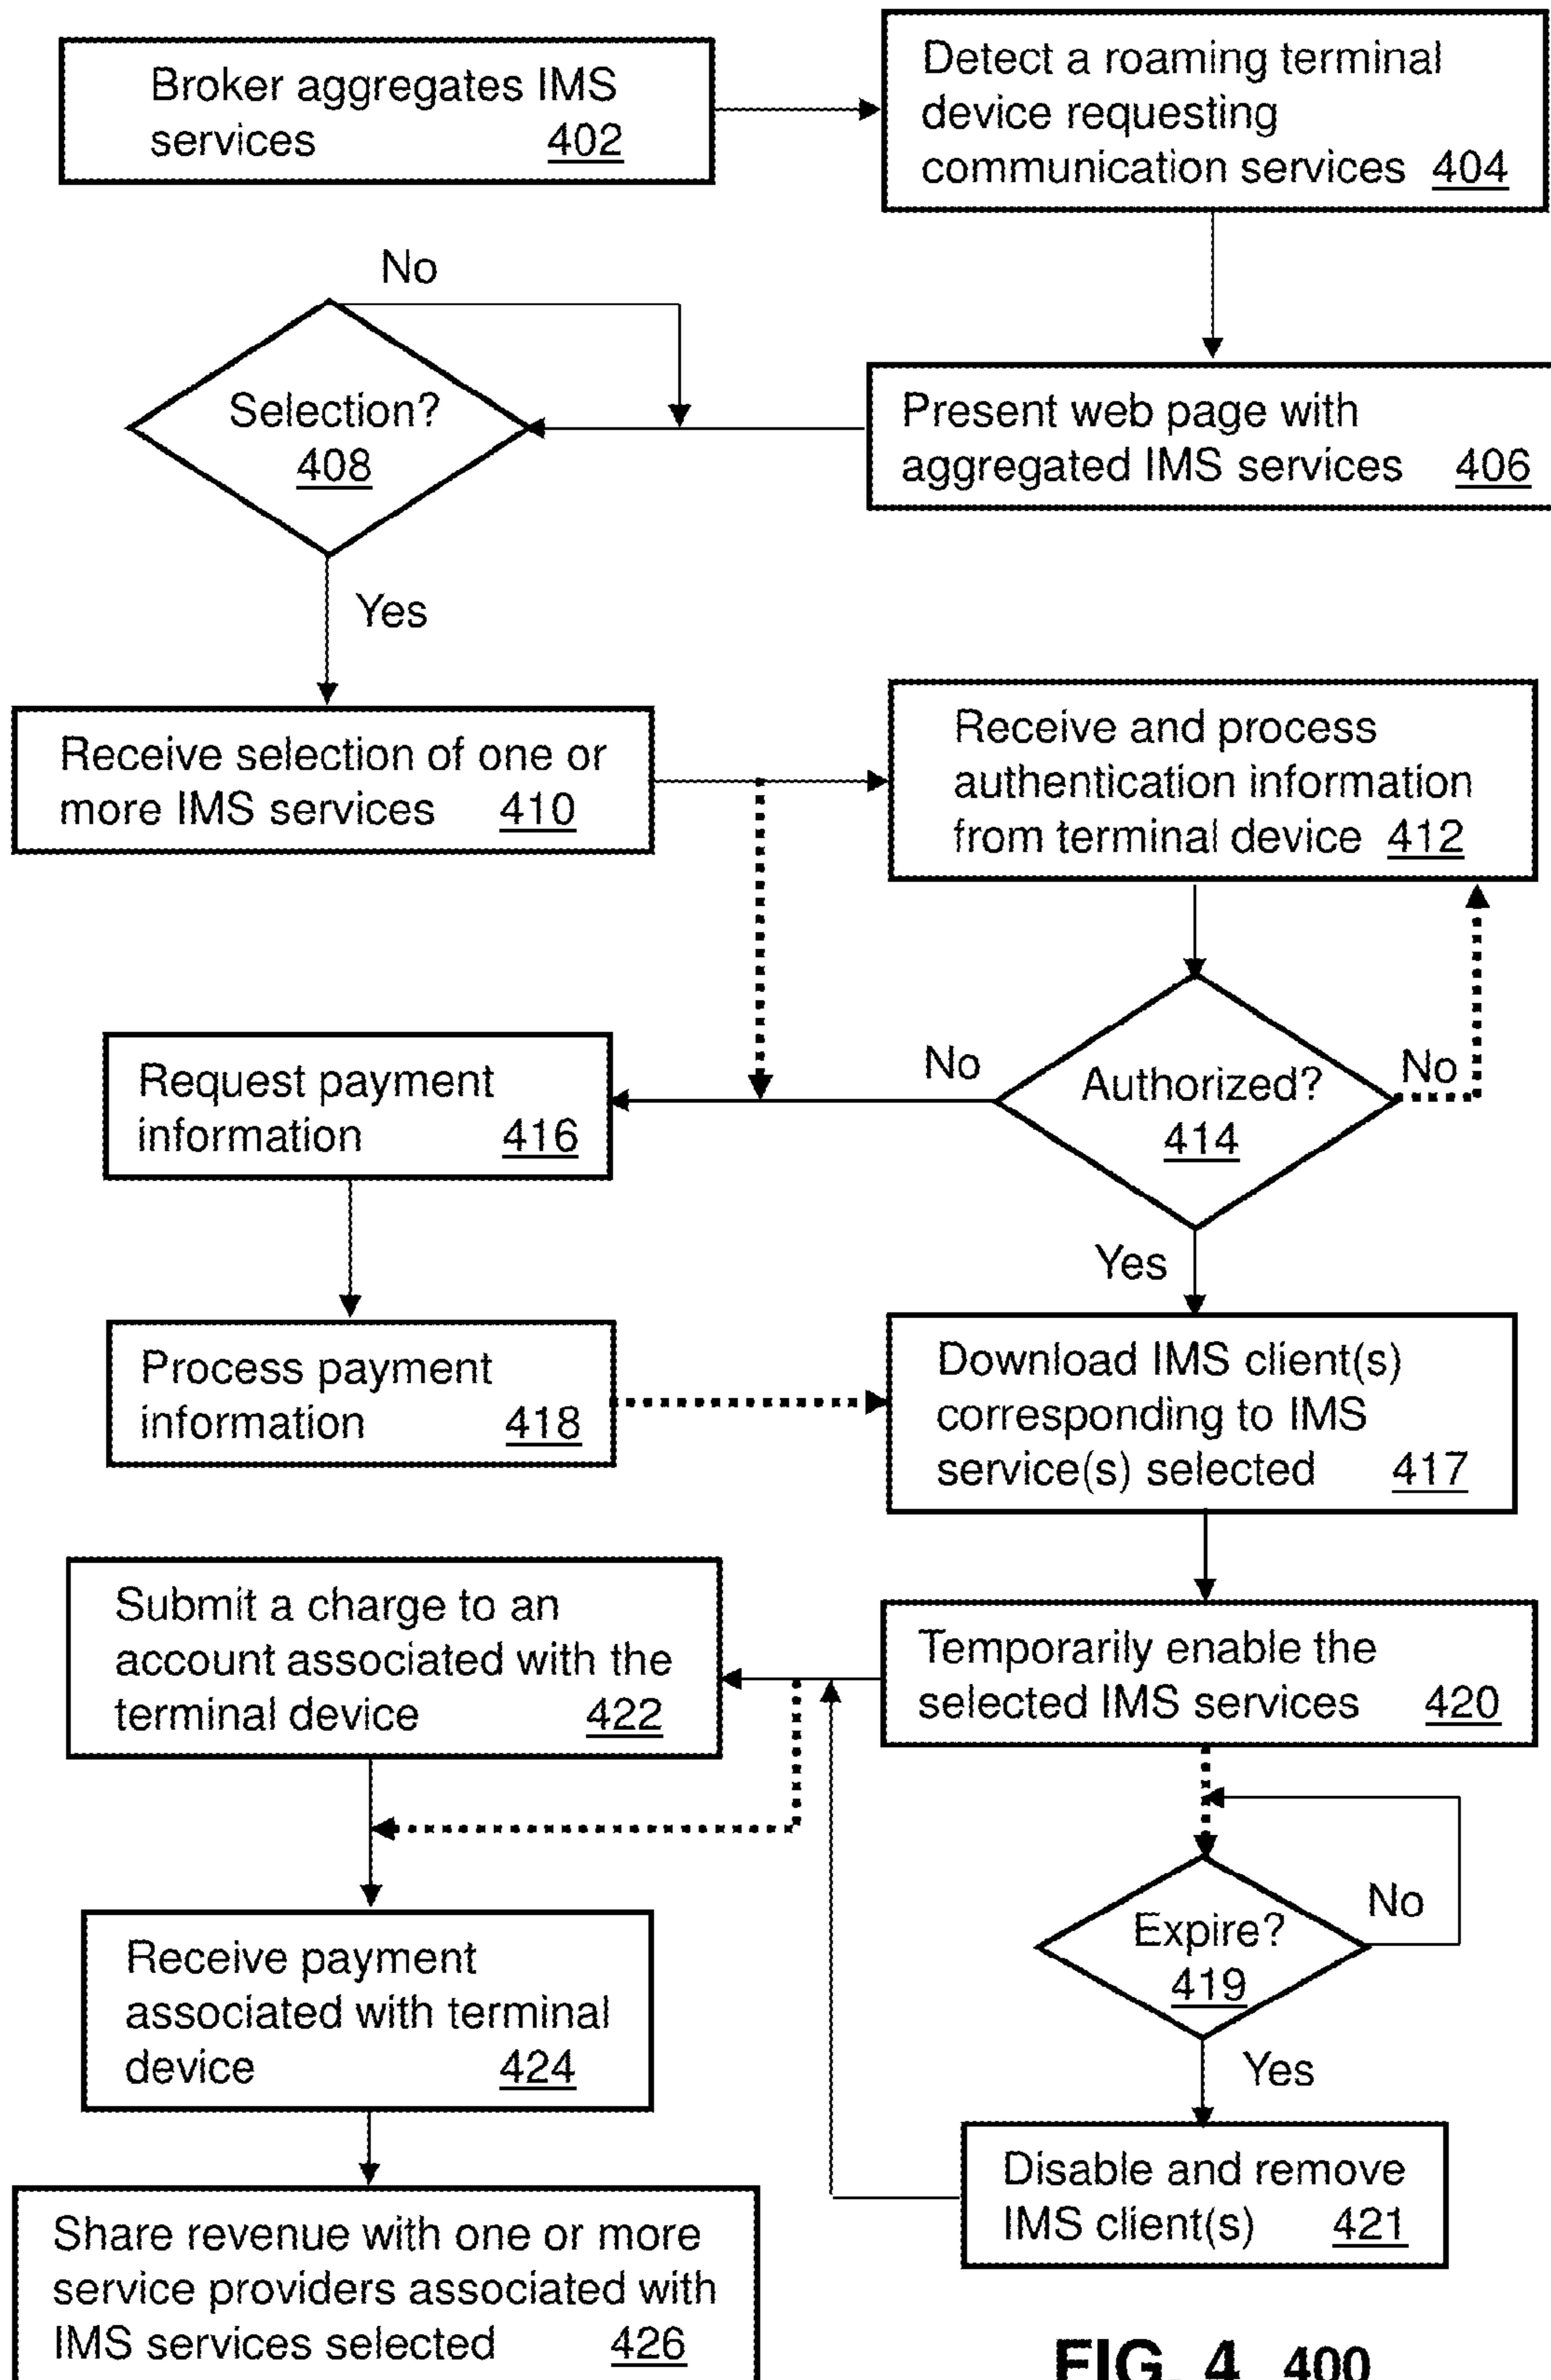 Broker aggregates IMS
services 402
Detect a roaming terminal
device requesting
communication services 404
No
Selection?
408
Present web page with
aggregated IMS services 406
Yes
Receive selection of one or
more IMS services 410
Receive and process
authentication information
from terminal device 412
Request payment
information 416
No
Authorized?
414
No
Yes
Process payment
information 418
Download IMS client(s)
corresponding to IMS
service(s) selected 417
Submit a charge to an
account associated with the
terminal device 422
Temporarily enable the
selected IMS services 420
Expire?
419
No
Receive payment
associated with terminal
device 424
Yes
Disable and remove
IMS client(s) 421
Share revenue with one or more
service providers associated with
IMS services selected 426
FIG. 4 400